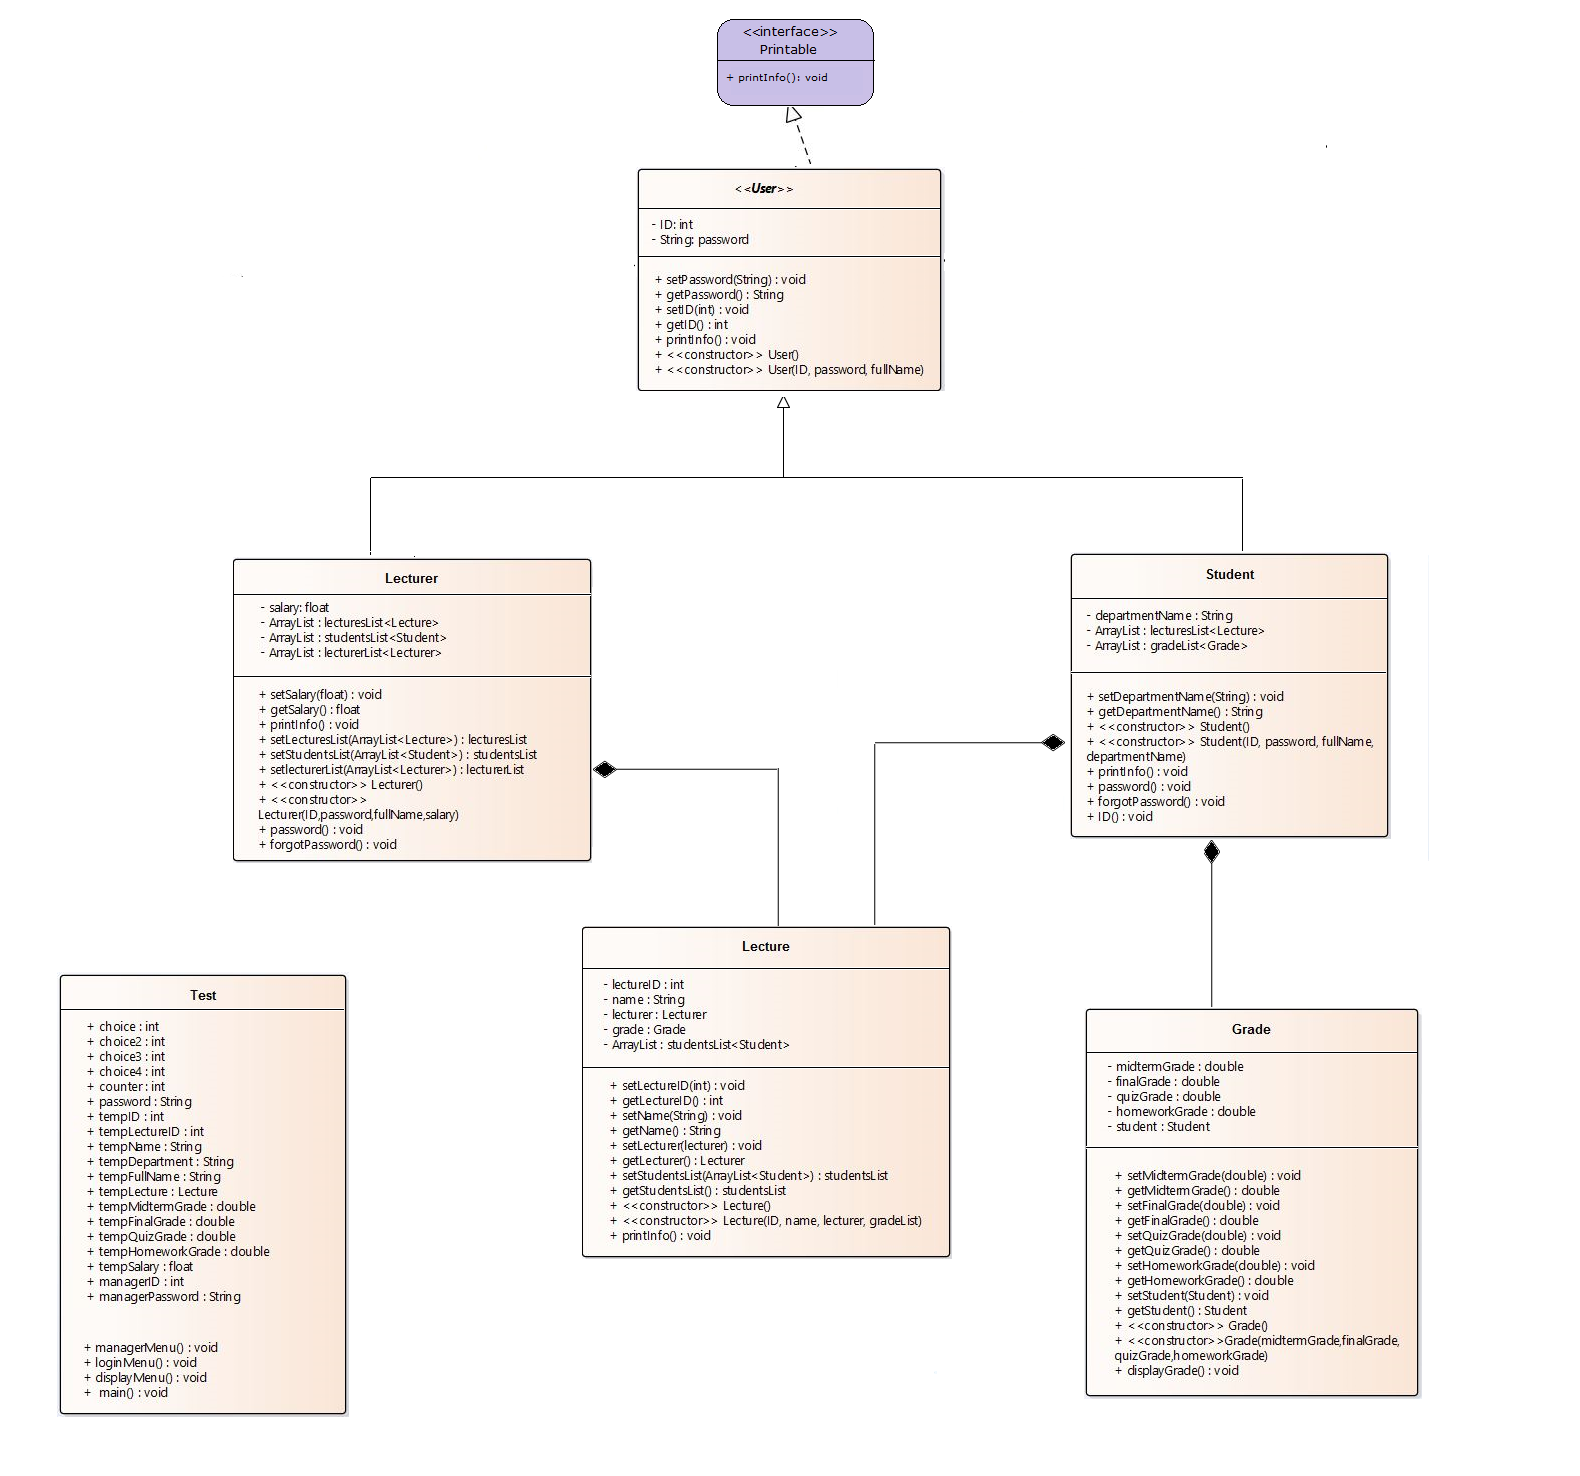 <<interface>>
Printable
+ printInfo(): void
<<User>>
- ID: int
- String: password
+ setPassword(String) : void
+ getPassword() : String
+ setID(int) : void
+ getID() : int
+ printInfo() : void
+ <<constructor>> User()
+ <<constructor>> User(ID, password, fullName)
Lecturer
- salary: float
- ArrayList : lecturesList<Lecture>
- ArrayList : studentsList<Student>
- ArrayList : lecturerList<Lecturer>
+ setSalary(float) : void
+ getSalary() : float
+ printInfo() : void
+ setLecturesList(ArrayList<Lecture>) : lecturesList
+ setStudentsList(ArrayList<Student>) : studentsList
+ setlecturerList(ArrayList<Lecturer>) : lecturerList
+ <<constructor>> Lecturer()
+ <<constructor>>
Lecturer(ID,password,fullName,salary)
+ password() : void
+ forgotPassword() : void
Student
- departmentName : String
- ArrayList : lecturesList<Lecture>
- ArrayList : gradeList<Grade>
+ setDepartmentName(String) : void
+ getDepartmentName() : String
+ <<constructor>> Student()
+ <<constructor>> Student(ID, password, fullName,
departmentName)
+ printInfo() : void
+ password() : void
+ forgotPassword() : void
+ ID() : void
Lecture
- lectureID : int
- name : String
- lecturer : Lecturer
- grade : Grade
- ArrayList : studentsList<Student>
+ setLectureID(int) : void
+ getLectureID() : int
+ setName(String) : void
+ getName() : String
+ setLecturer(lecturer) : void
+ getLecturer() : Lecturer
+ setStudentsList(ArrayList<Student>) : studentsList
+ getStudentsList() : studentsList
+ <<constructor>> Lecture()
+ <<constructor>> Lecture(ID, name, lecturer, gradeList)
+ printInfo() : void
Test
+ choice : int
+ choice2 : int
+ choice3 : int
+ choice4 : int
+ counter : int
+ password : String
+ tempID : int
+ tempLectureID : int
+ tempName : String
+ tempDepartment : String
+ tempFullName : String
+ tempLecture : Lecture
+ tempMidtermGrade : double
+ tempFinalGrade : double
+ tempQuizGrade : double
+ tempHomeworkGrade : double
+ tempSalary : float
+ managerID : int
+ managerPassword : String
+ managerMenu() : void
+ loginMenu() : void
+ displayMenu() : void
+ main() : void
Grade
- midtermGrade : double
- finalGrade : double
- quizGrade : double
- homeworkGrade : double
- student : Student
+ setMidtermGrade(double) : void
+ getMidtermGrade() : double
+ setFinalGrade(double) : void
+ getFinalGrade() : double
+ setQuizGrade(double) : void
+ getQuizGrade() : double
+ setHomeworkGrade(double) : void
+ getHomeworkGrade() : double
+ setStudent(Student) : void
+ getStudent() : Student
+ <<constructor>> Grade()
+ <<constructor>>Grade(midtermGrade,finalGrade,
quizGrade,homeworkGrade)
+ displayGrade() : void